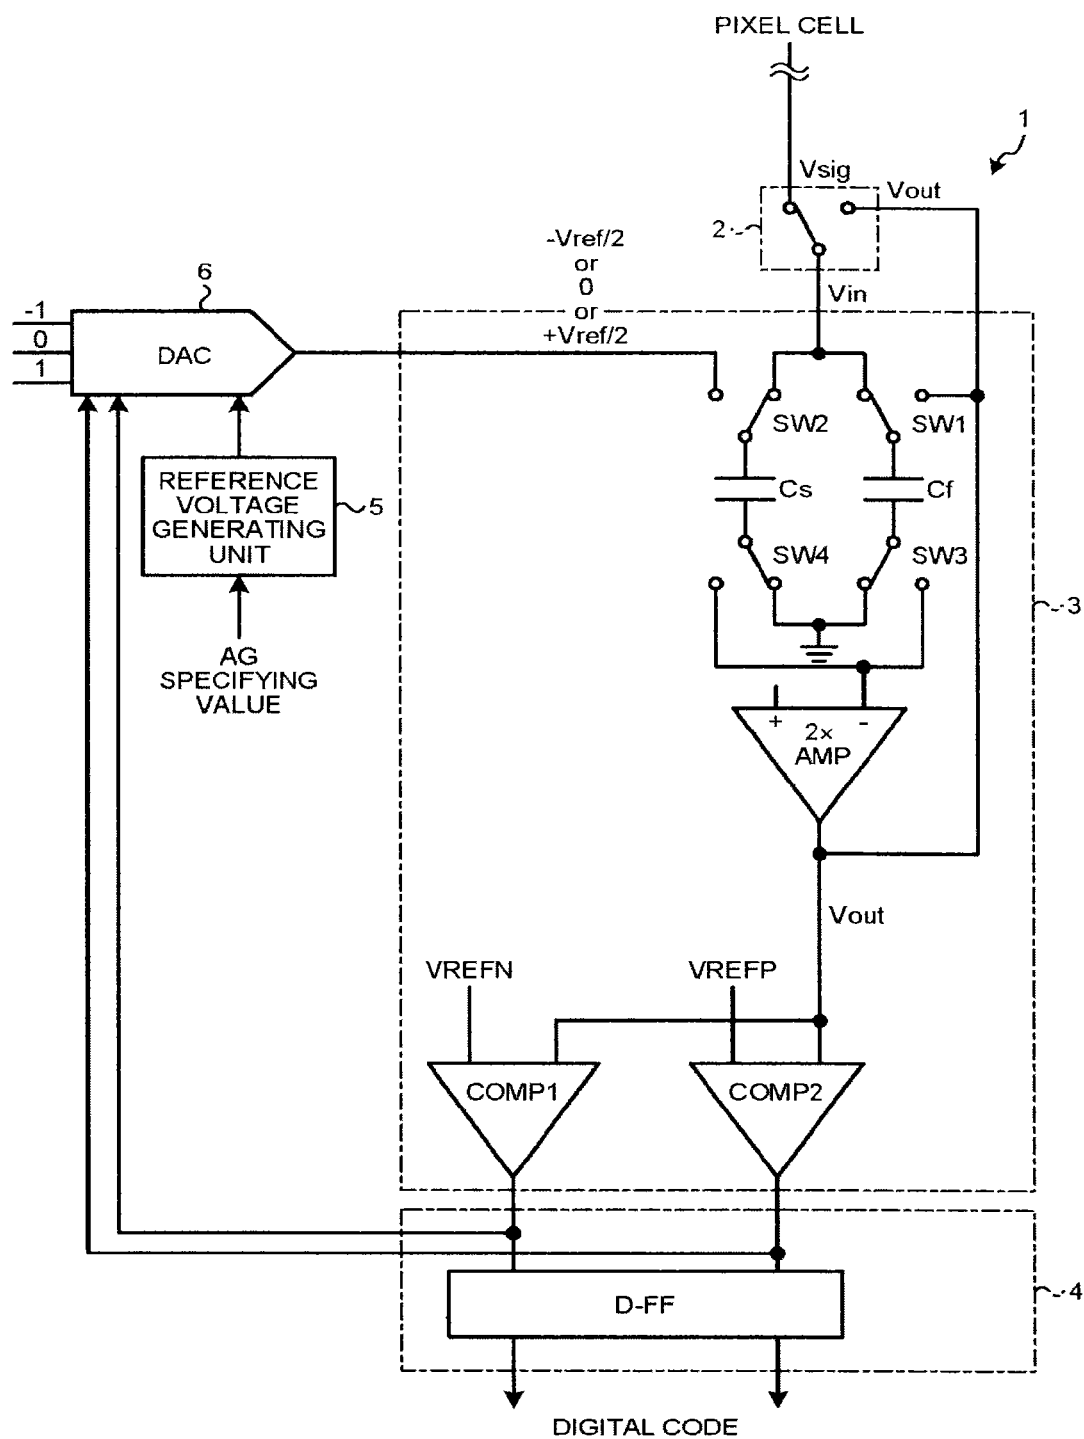 PIXEL CELL
1
Vsig
Vout
2
-Vref/2
or
0
or
+Vref/2
Vin
6
-1
0
1
DAC
SW2
SW1
REFERENCE
VOLTAGE
GENERATING
UNIT
5
Cs
Cf
SW4
SW3
3
AG
SPECIFYING
VALUE
+
-
2×
AMP
Vout
VREFN
VREFP
COMP1
COMP2
D-FF
4
DIGITAL CODE